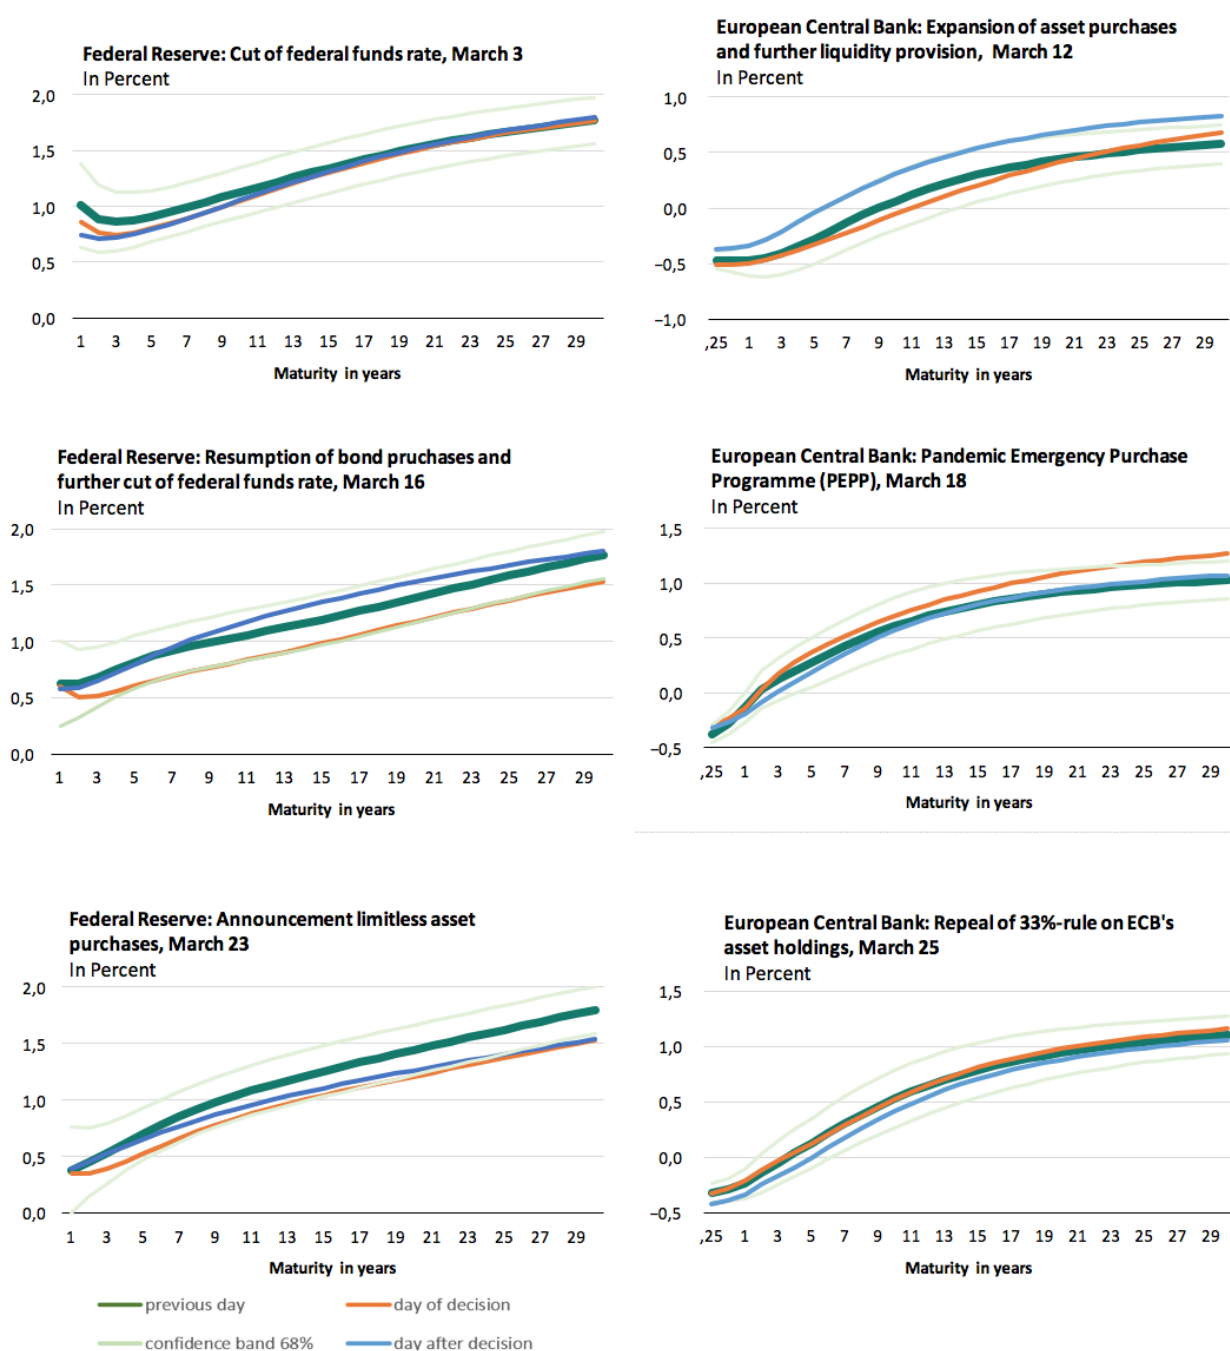 Federal Reserve: Cut of federal funds rate, March 3
In Percent
2,0
1,5
1,0
0,5
0,0
1 3 5 7 9 11 13 15 17 19 21 23 25 27 29
Maturity in years
European Central Bank: Expansion of asset purchases
and further liquidity provision, March 12
In Percent
1,0
0,5
0,0
−0,5
−1,0
,25 1 3 5 7 9 11 13 15 17 19 21 23 25 27 29
Maturity in years
Federal Reserve: Resumption of bond pruchases and
further cut of federal funds rate, March 16
In Percent
2,0
1,5
1,0
0,5
0,0
1 3 5 7 9 11 13 15 17 19 21 23 25 27 29
Maturity in years
European Central Bank: Pandemic Emergency Purchase
Programme (PEPP), March 18
In Percent
1,5
1,0
0,5
0,0
−0,5
,25 1 3 5 7 9 11 13 15 17 19 21 23 25 27 29
Maturity in years
Federal Reserve: Announcement limitless asset
purchases, March 23
In Percent
2,0
1,5
1,0
0,5
0,0
1 3 5 7 9 11 13 15 17 19 21 23 25 27 29
Maturity in years
European Central Bank: Repeal of 33%-rule on ECB's
asset holdings, March 25
In Percent
1,5
1,0
0,5
0,0
−0,5
,25 1 3 5 7 9 11 13 15 17 19 21 23 25 27 29
Maturity in years
previous day
day of decision
confidence band 68%
day after decision